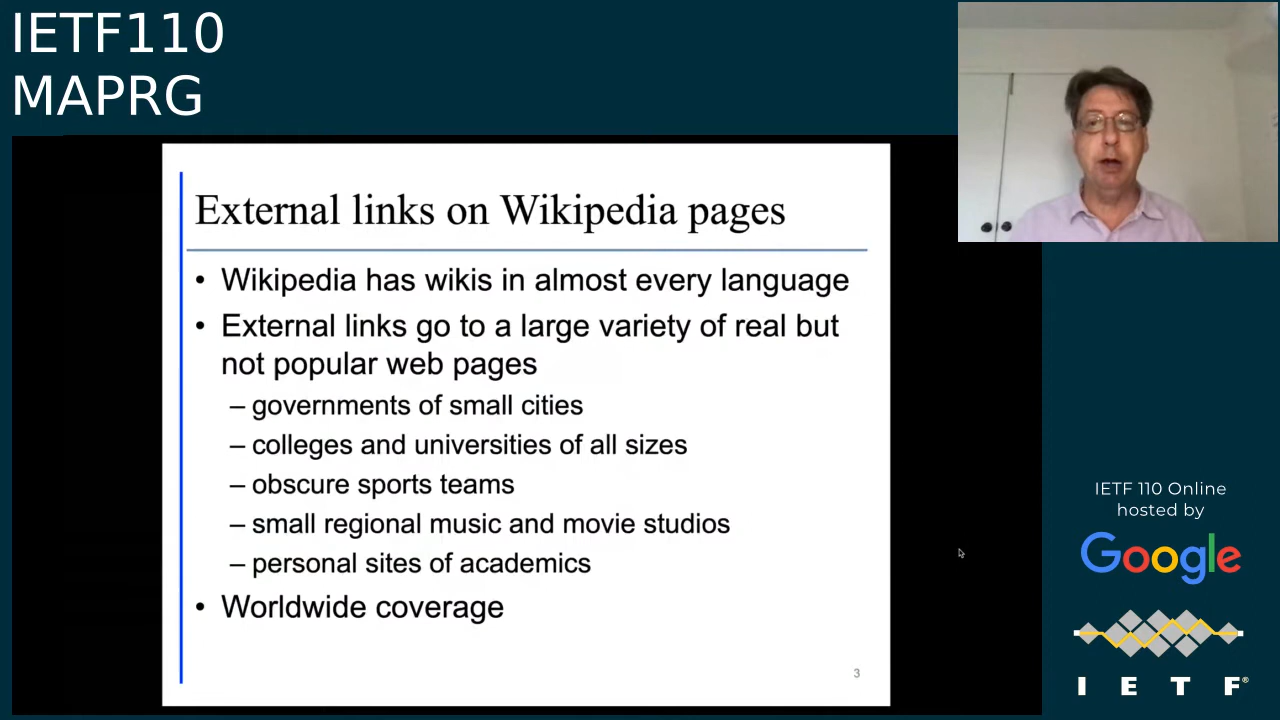 IETF110
MAPRG
External links on Wikipedia pages
• Wikipedia has wikis in almost every language
• External links go to a large variety of real but
not popular web pages
– governments of small cities
– colleges and universities of all sizes
– obscure sports teams
– small regional music and movie studios
– personal sites of academics
• Worldwide coverage
3
IETF 110 Online
hosted by
Google
I E T F®